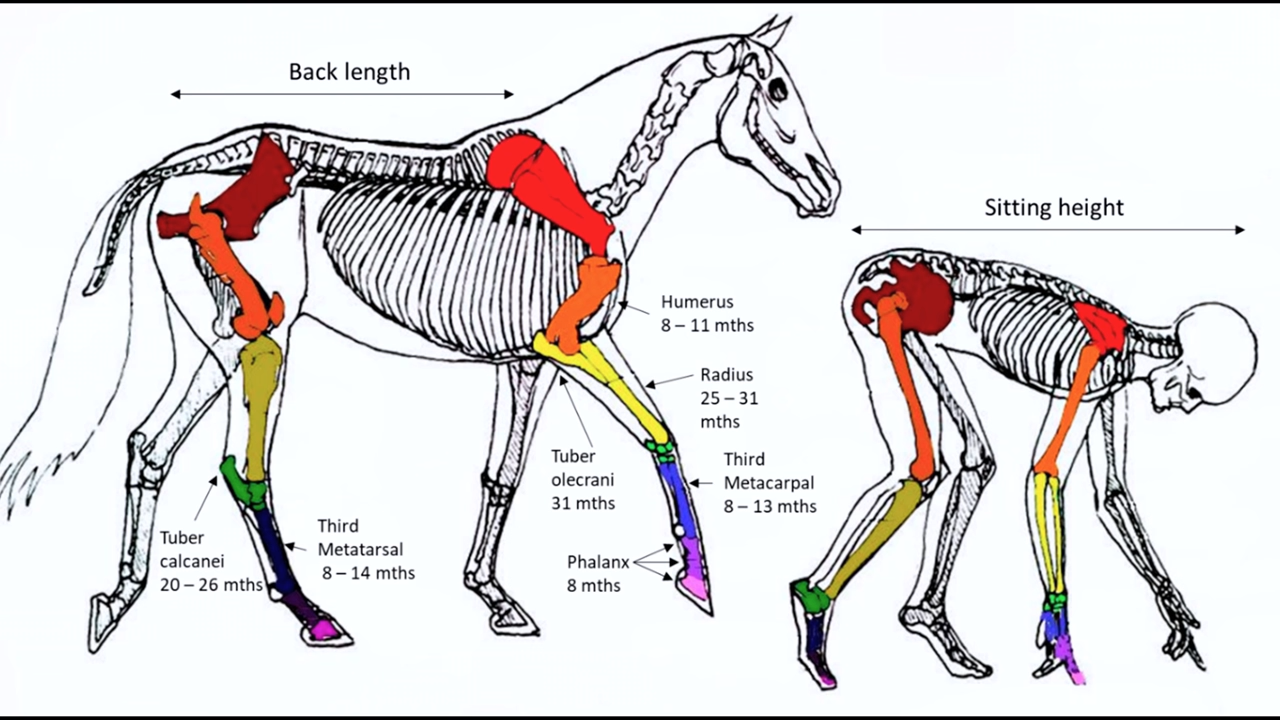 Back length
Sitting height
Humerus
8 – 11 mths
Radius
25 – 31
mths
Tuber
olecrani
31 mths
Third
Metacarpal
8 – 13 mths
Third
Metatarsal
8 – 14 mths
Tuber
calcanei
20 – 26 mths
Phalanx
8 mths